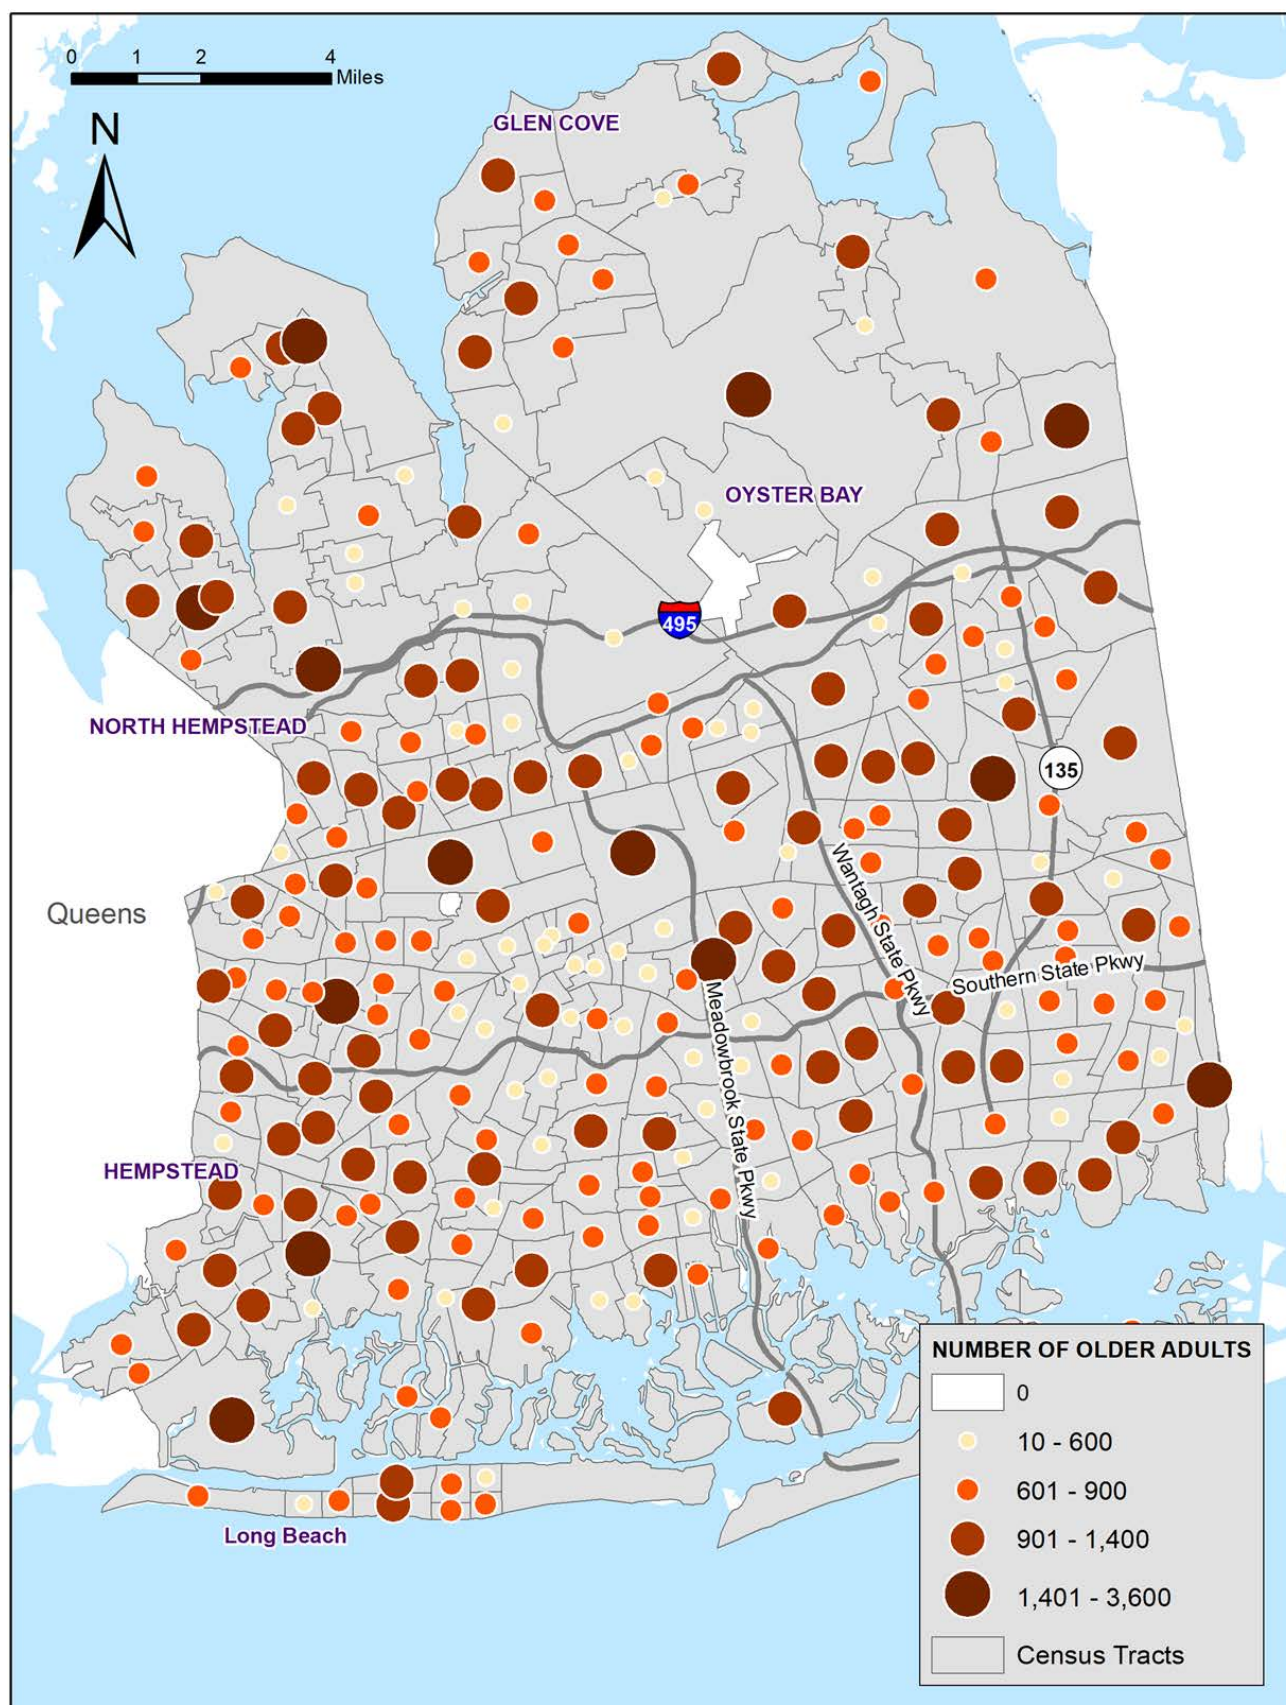 0 1 2 4
Miles
N
GLEN COVE
OYSTER BAY
495
NORTH HEMPSTEAD
135
Queens
Wantagh State Pkwy
Southern State Pkwy
Meadowbrook State Pkwy
HEMPSTEAD
Long Beach
NUMBER OF OLDER ADULTS
0
10 - 600
601 - 900
901 - 1,400
1,401 - 3,600
Census Tracts